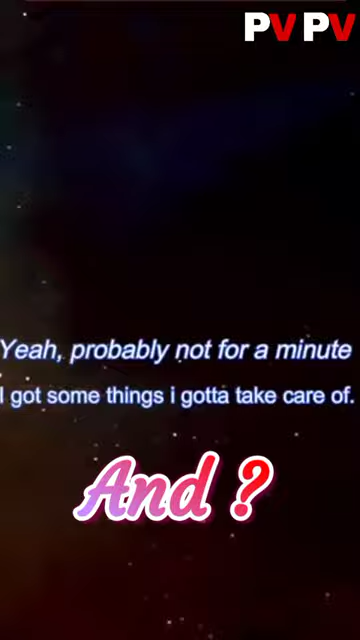 PVPV
Yeah, probably not for a minute
I got some things i gotta take care of.
And ?